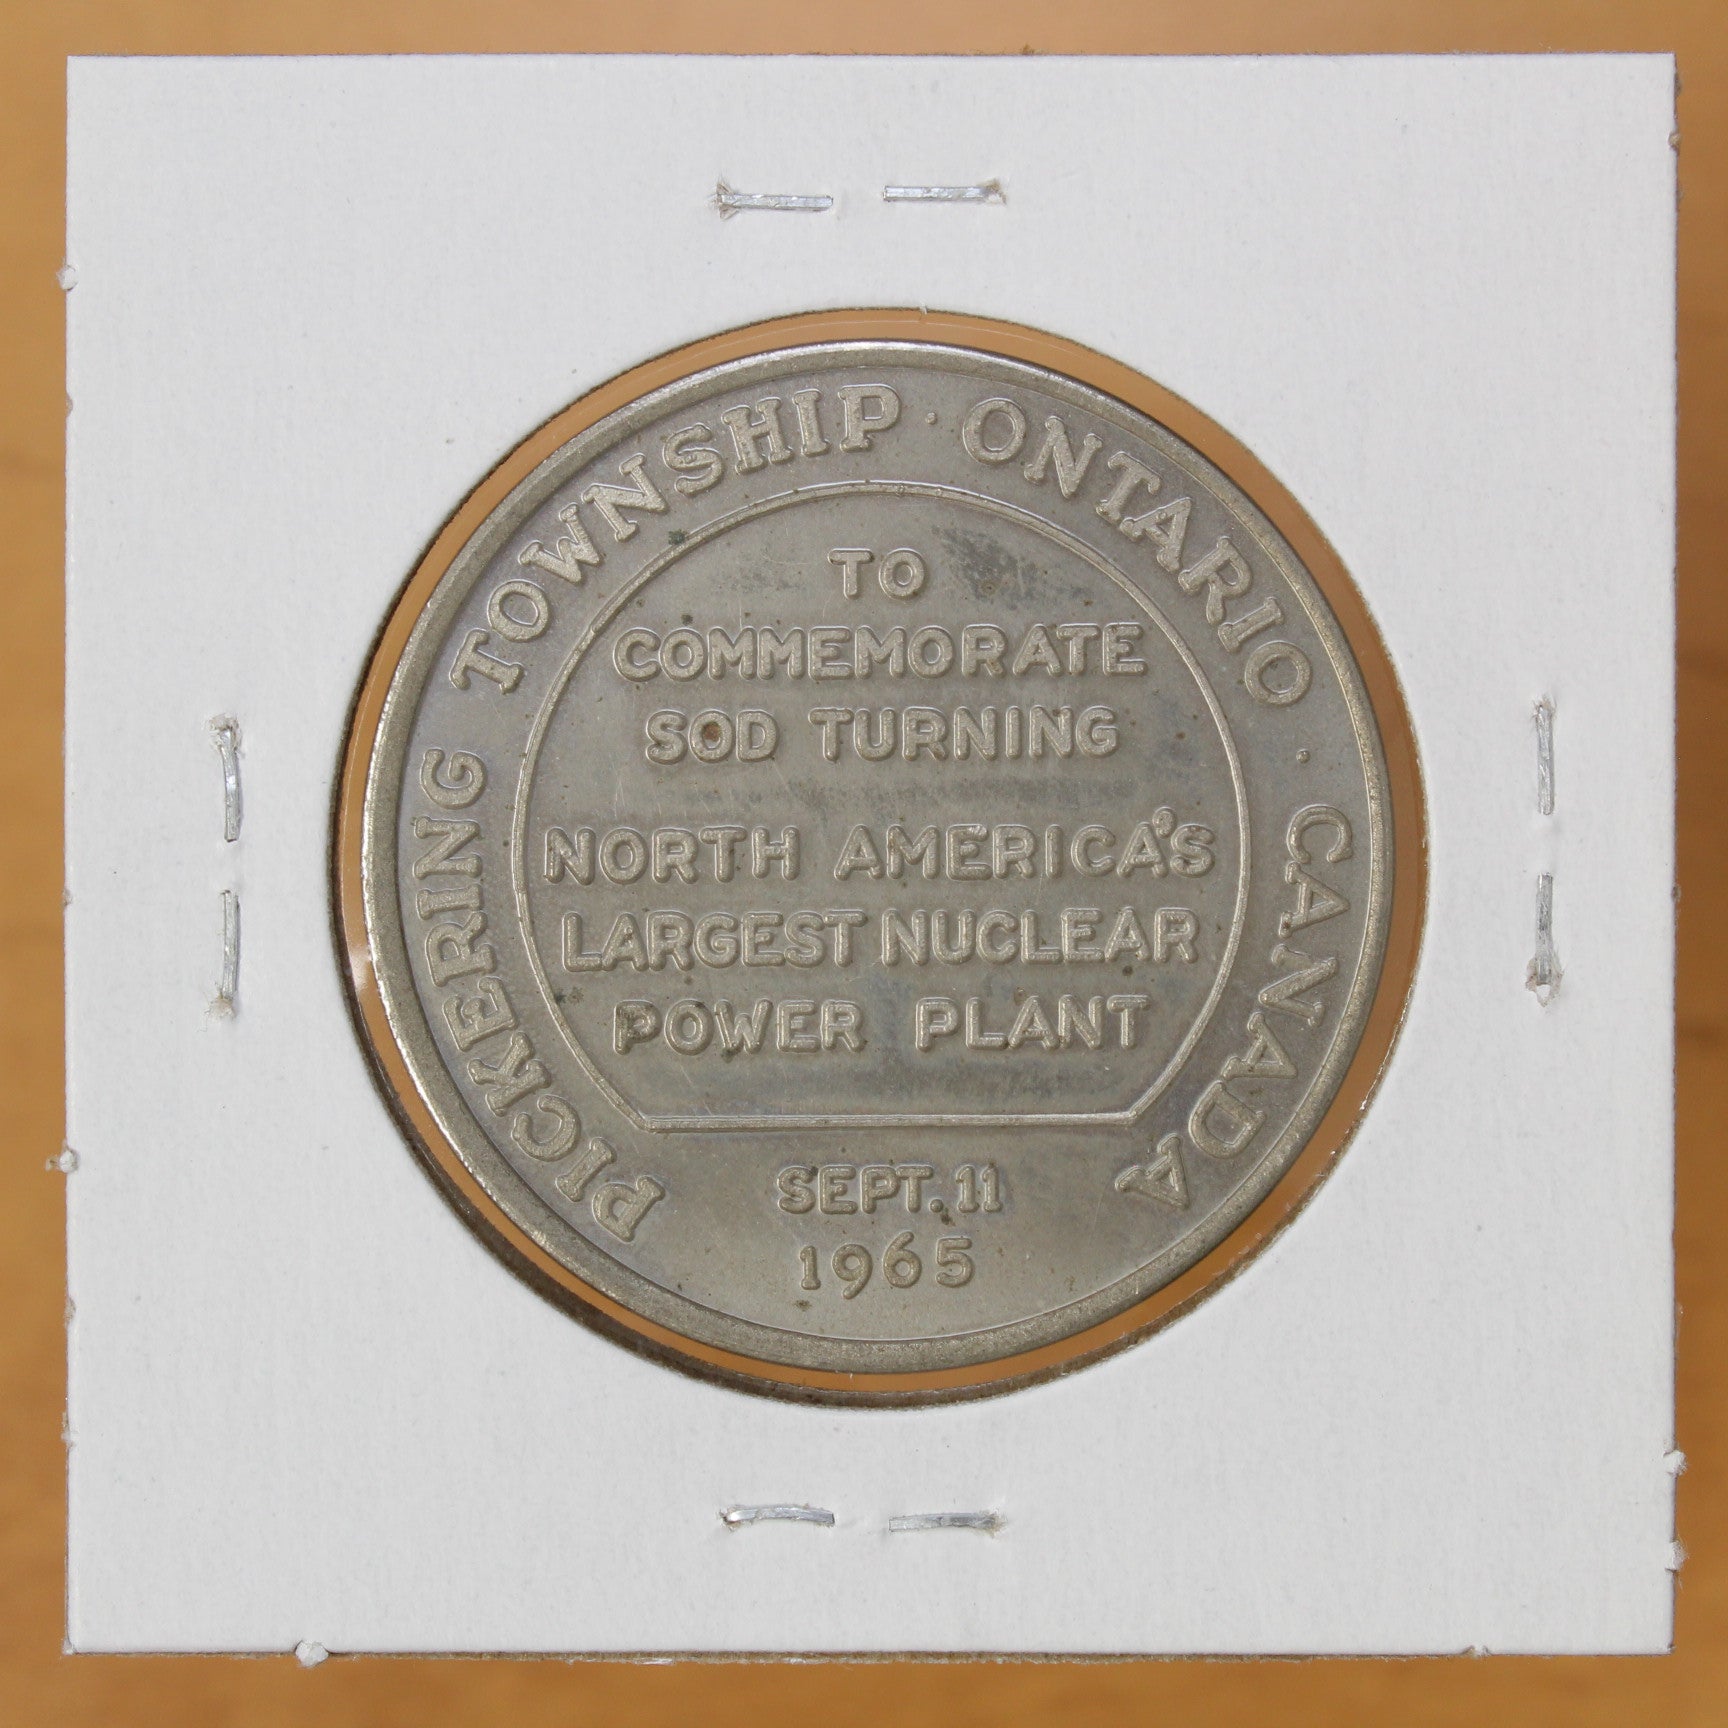 PICKERING TOWNSHIP · ONTARIO · CANADA
TO
COMMEMORATE
SOD TURNING
NORTH AMERICA'S
LARGEST NUCLEAR
POWER PLANT
SEPT. 11
1965